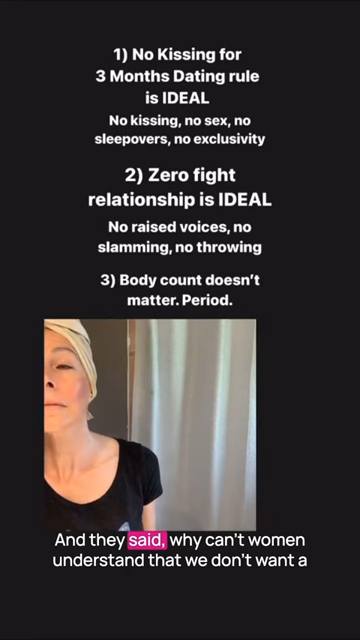 1) No Kissing for
3 Months Dating rule
is IDEAL
No kissing, no sex, no
sleepovers, no exclusivity
2) Zero fight
relationship is IDEAL
No raised voices, no
slamming, no throwing
3) Body count doesn't
matter. Period.
And they said, why can't women
understand that we don't want a